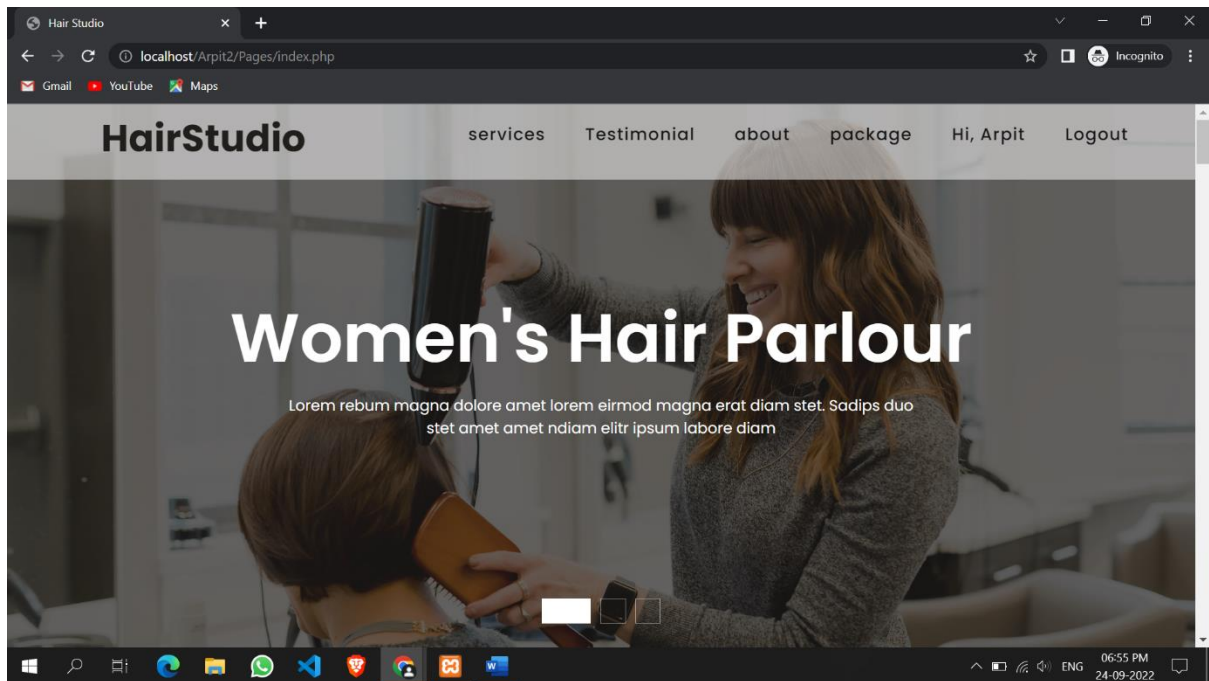 Hair Studio
localhost/Arpit2/Pages/index.php
Incognito
Gmail YouTube Maps
HairStudio services Testimonial about package Hi, Arpit Logout
Women's Hair Parlour
Lorem rebum magna dolore amet lorem eirmod magna erat diam stet. Sadips duo
stet amet amet ndiam elitr ipsum labore diam
ENG
06:55 PM
24-09-2022